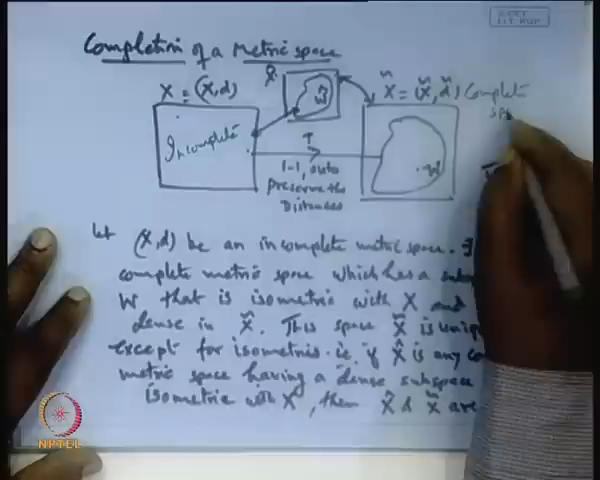 Completion of a Metric space
X = (X, d)
X̂
Ŵ
X̃ = (X̃, d̃) Complete
Incomplete
T
1-1, onto
preserve the
Distances
W
Let (X, d) be an incomplete metric space. ∃
complete metric space which has a
W that is isometric with X and
dense in X̃. This space X̃ is
except for isometries. i.e. if X̂ is any
metric space having a dense subspace
isometric with X, then X̂ & X̃ are
NPTEL